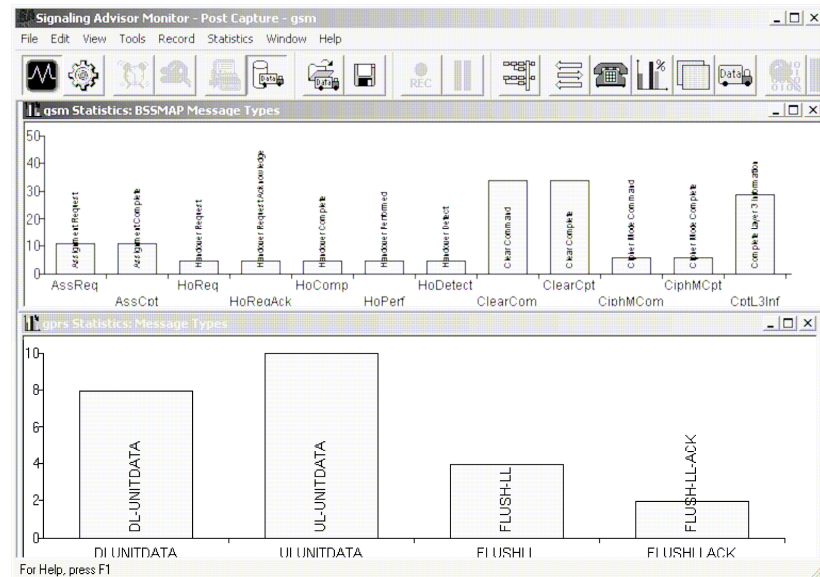 Signaling Advisor Monitor - Post Capture - gsm
File Edit View Tools Record Statistics Window Help
Data
Data
REC
%
Data
gsm Statistics: BSSMAP Message Types
50
40
30
20
10
0
Assignment Request
Assignment Complete
Handover Request
Handover Request Acknowledge
Handover Complete
Handover Performed
Handover Detect
Clear Command
Clear Complete
Cipher Mode Command
Cipher Mode Complete
Complete Layer 3 Information
AssReq HoReq HoComp HoDetect ClearCpt CiphMCpt
AssCpt HoReqAck HoPerf ClearCom CiphMCom CptL3Inf
gprs Statistics: Message Types
10
8
6
4
2
0
DL-UNITDATA
UL-UNITDATA
FLUSH-LL
FLUSH-LL-ACK
DLUNITDATA ULUNITDATA FLUSHLL FLUSHLLACK
For Help, press F1